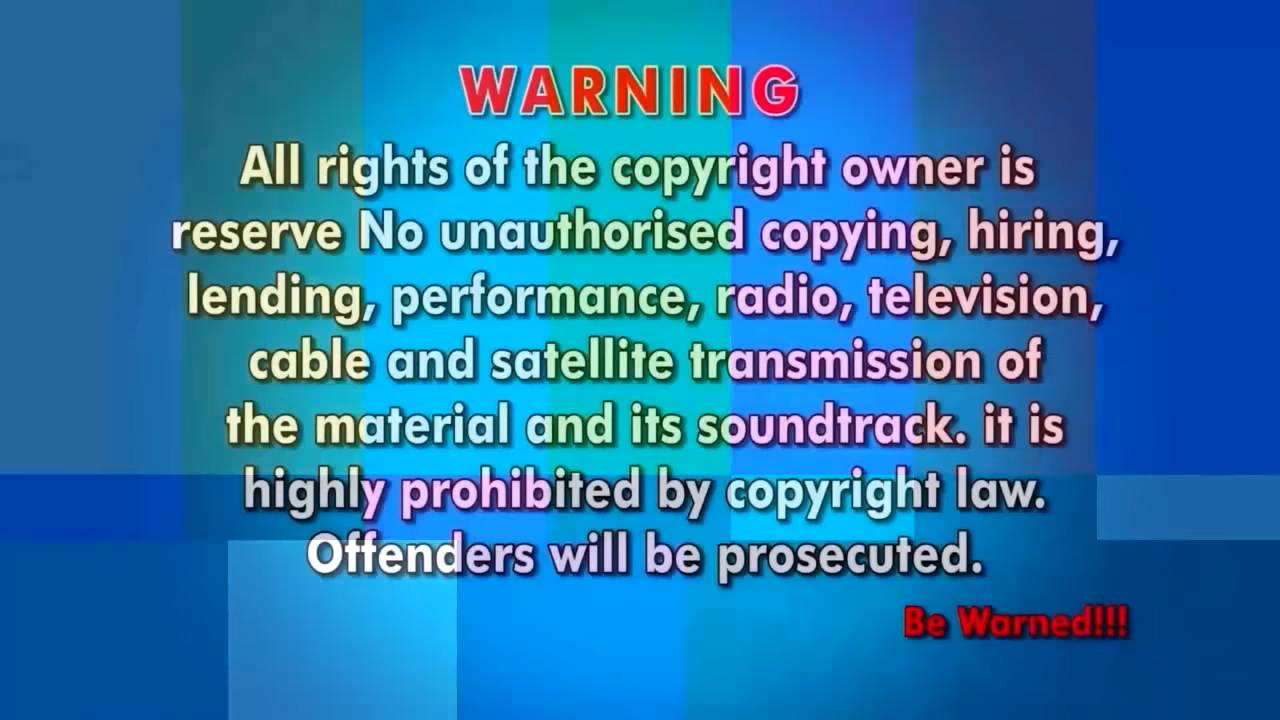 WARNING
All rights of the copyright owner is
reserve No unauthorised copying, hiring,
lending, performance, radio, television,
cable and satellite transmission of
the material and its soundtrack. it is
highly prohibited by copyright law.
Offenders will be prosecuted.
Be Warned!!!